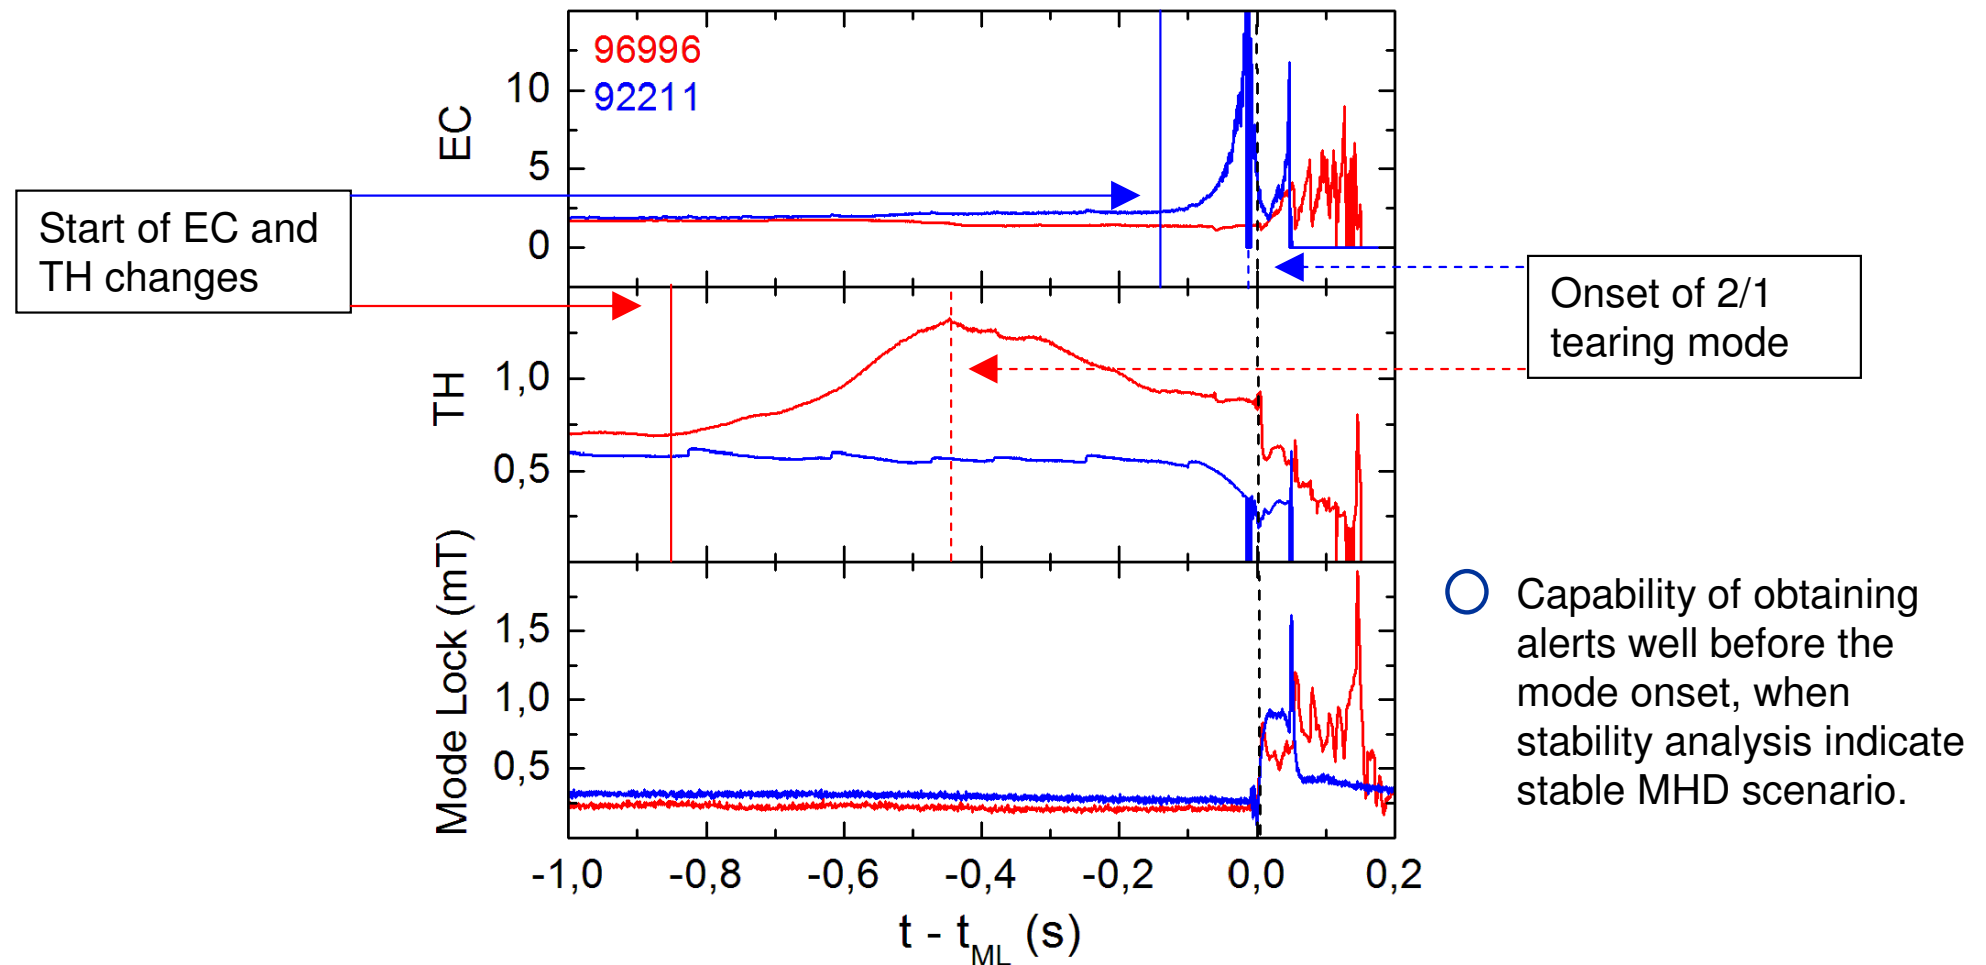 96996
92211
EC
10
5
0
Start of EC and
TH changes
Onset of 2/1
tearing mode
TH
1,0
0,5
Mode Lock (mT)
1,5
1,0
0,5
Capability of obtaining
alerts well before the
mode onset, when
stability analysis indicate
stable MHD scenario.
-1,0 -0,8 -0,6 -0,4 -0,2 0,0 0,2
t - tML (s)